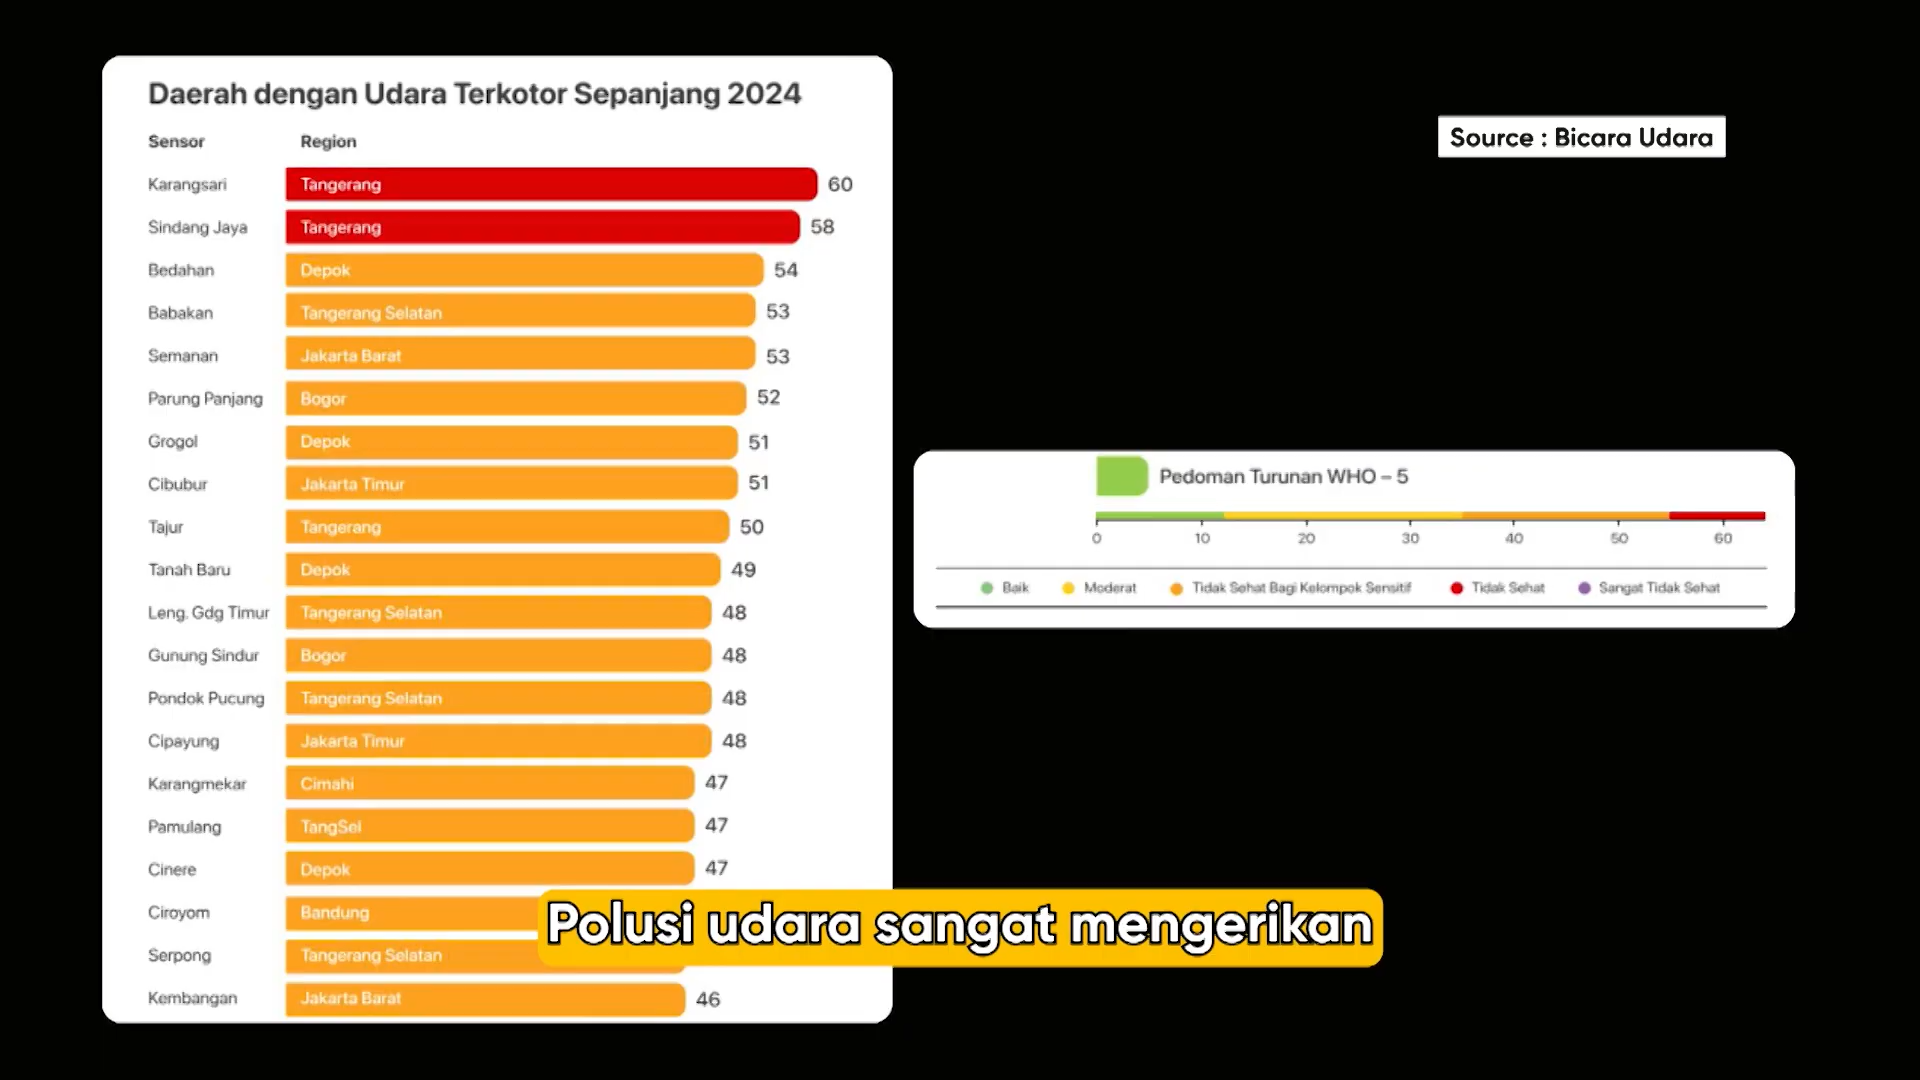 Daerah dengan Udara Terkotor Sepanjang 2024
Source : Bicara Udara
Sensor Region
Karangsari Tangerang 60
Sindang Jaya Tangerang 58
Bedahan Depok 54
Babakan Tangerang Selatan 53
Semanan Jakarta Barat 53
Parung Panjang Bogor 52
Grogol Depok 51
Cibubur Jakarta Timur 51
Tajur Tangerang 50
Tanah Baru Depok 49
Leng. Gdg Timur Tangerang Selatan 48
Gunung Sindur Bogor 48
Pondok Pucung Tangerang Selatan 48
Cipayung Jakarta Timur 48
Karangmekar Cimahi 47
Pamulang TangSel 47
Cinere Depok 47
Ciroyom Bandung
Serpong Tangerang Selatan
Kembangan Jakarta Barat 46
Pedoman Turunan WHO – 5
0 10 20 30 40 50 60
Baik Moderat Tidak Sehat Bagi Kelompok Sensitif Tidak Sehat Sangat Tidak Sehat
Polusi udara sangat mengerikan